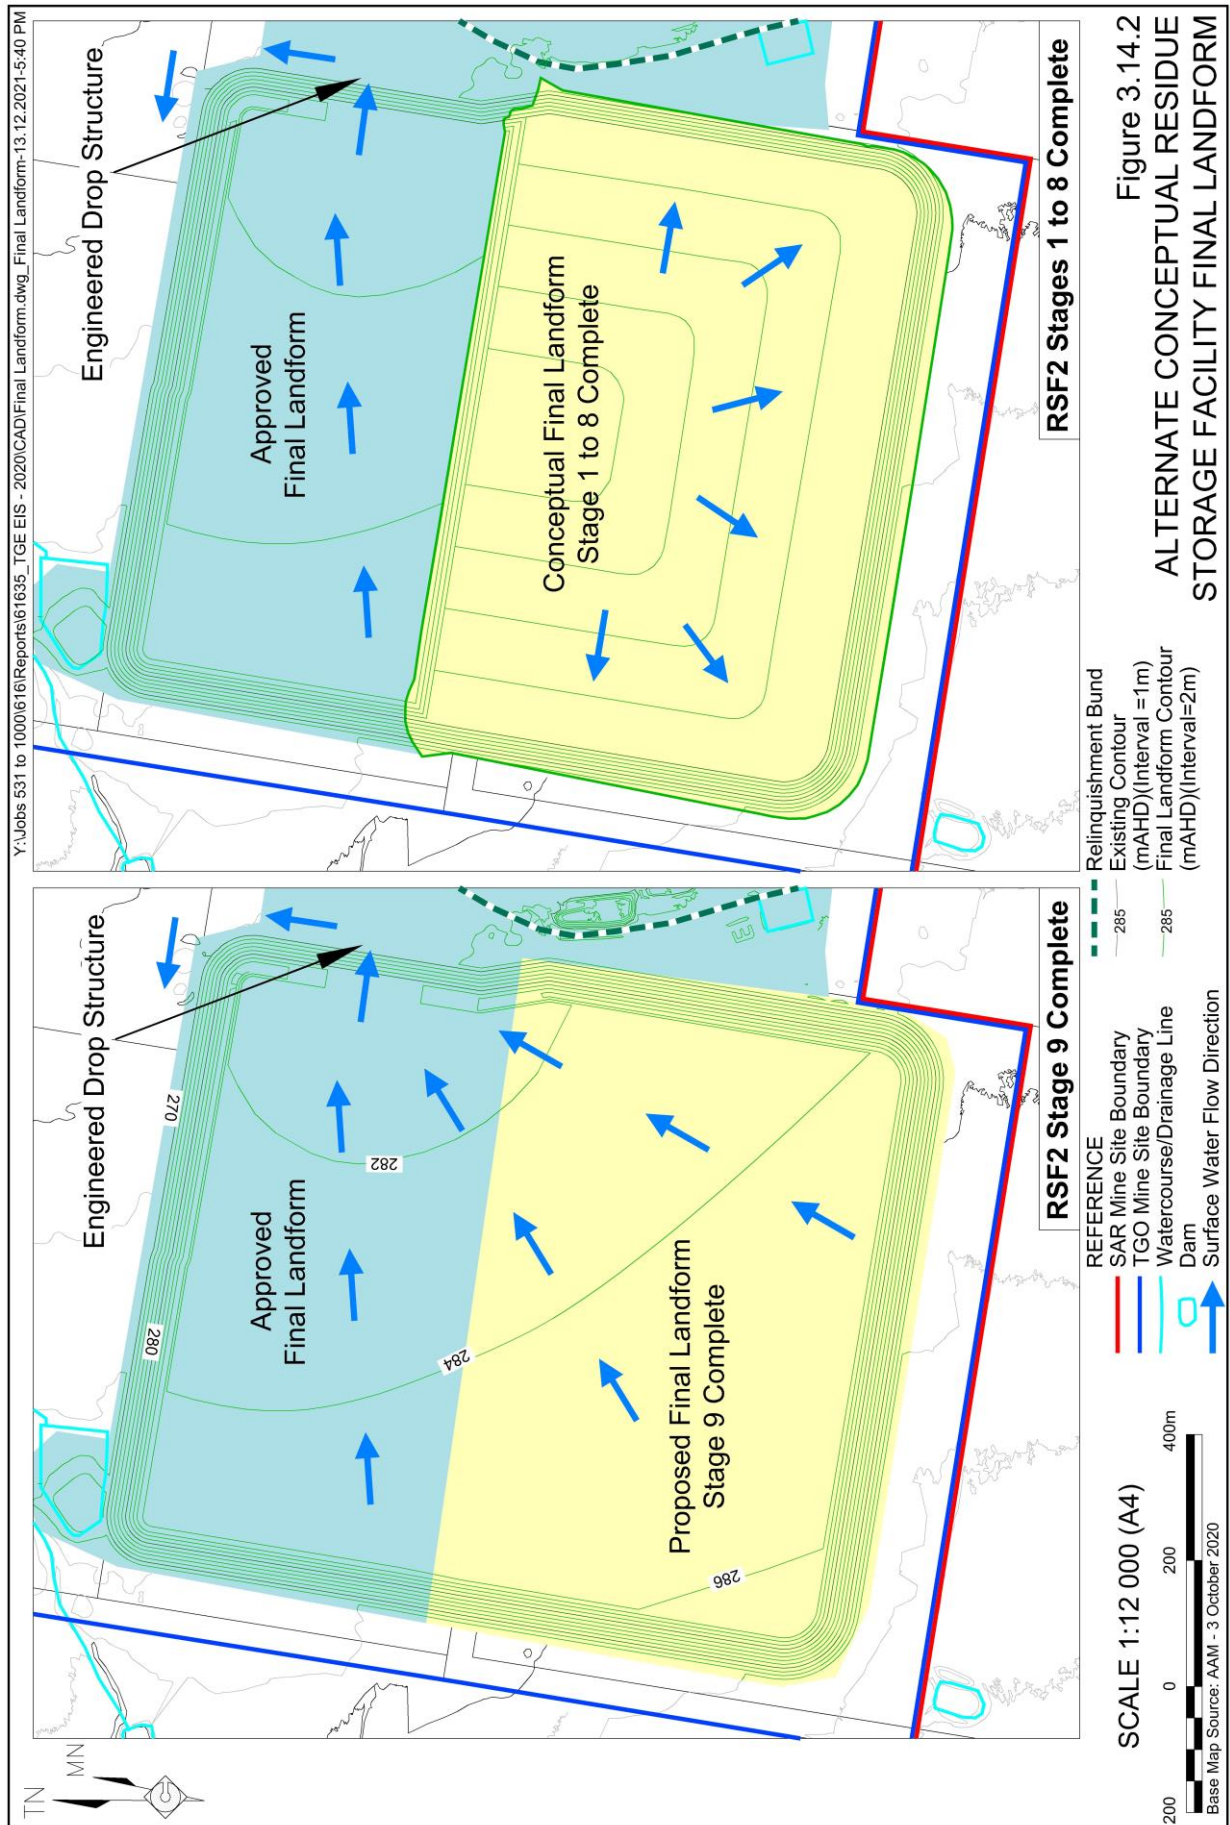 Y:\Jobs 531 to 1000\616\Reports\61635_TGE EIS - 2020\CAD\Final Landform.dwg_Final Landform-13.12.2021-5:40 PM
TN
MN
Engineered Drop Structure
270
280
Approved
Final Landform
282
284
Proposed Final Landform
Stage 9 Complete
286
RSF2 Stage 9 Complete
Engineered Drop Structure
Approved
Final Landform
Conceptual Final Landform
Stage 1 to 8 Complete
RSF2 Stages 1 to 8 Complete
SCALE 1:12 000 (A4)
200
0
200
400m
Base Map Source: AAM - 3 October 2020
REFERENCE
SAR Mine Site Boundary
TGO Mine Site Boundary
Watercourse/Drainage Line
Dam
Surface Water Flow Direction
Relinquishment Bund
285
Existing Contour
(mAHD)(Interval =1m)
285
Final Landform Contour
(mAHD)(Interval=2m)
Figure 3.14.2
ALTERNATE CONCEPTUAL RESIDUE
STORAGE FACILITY FINAL LANDFORM